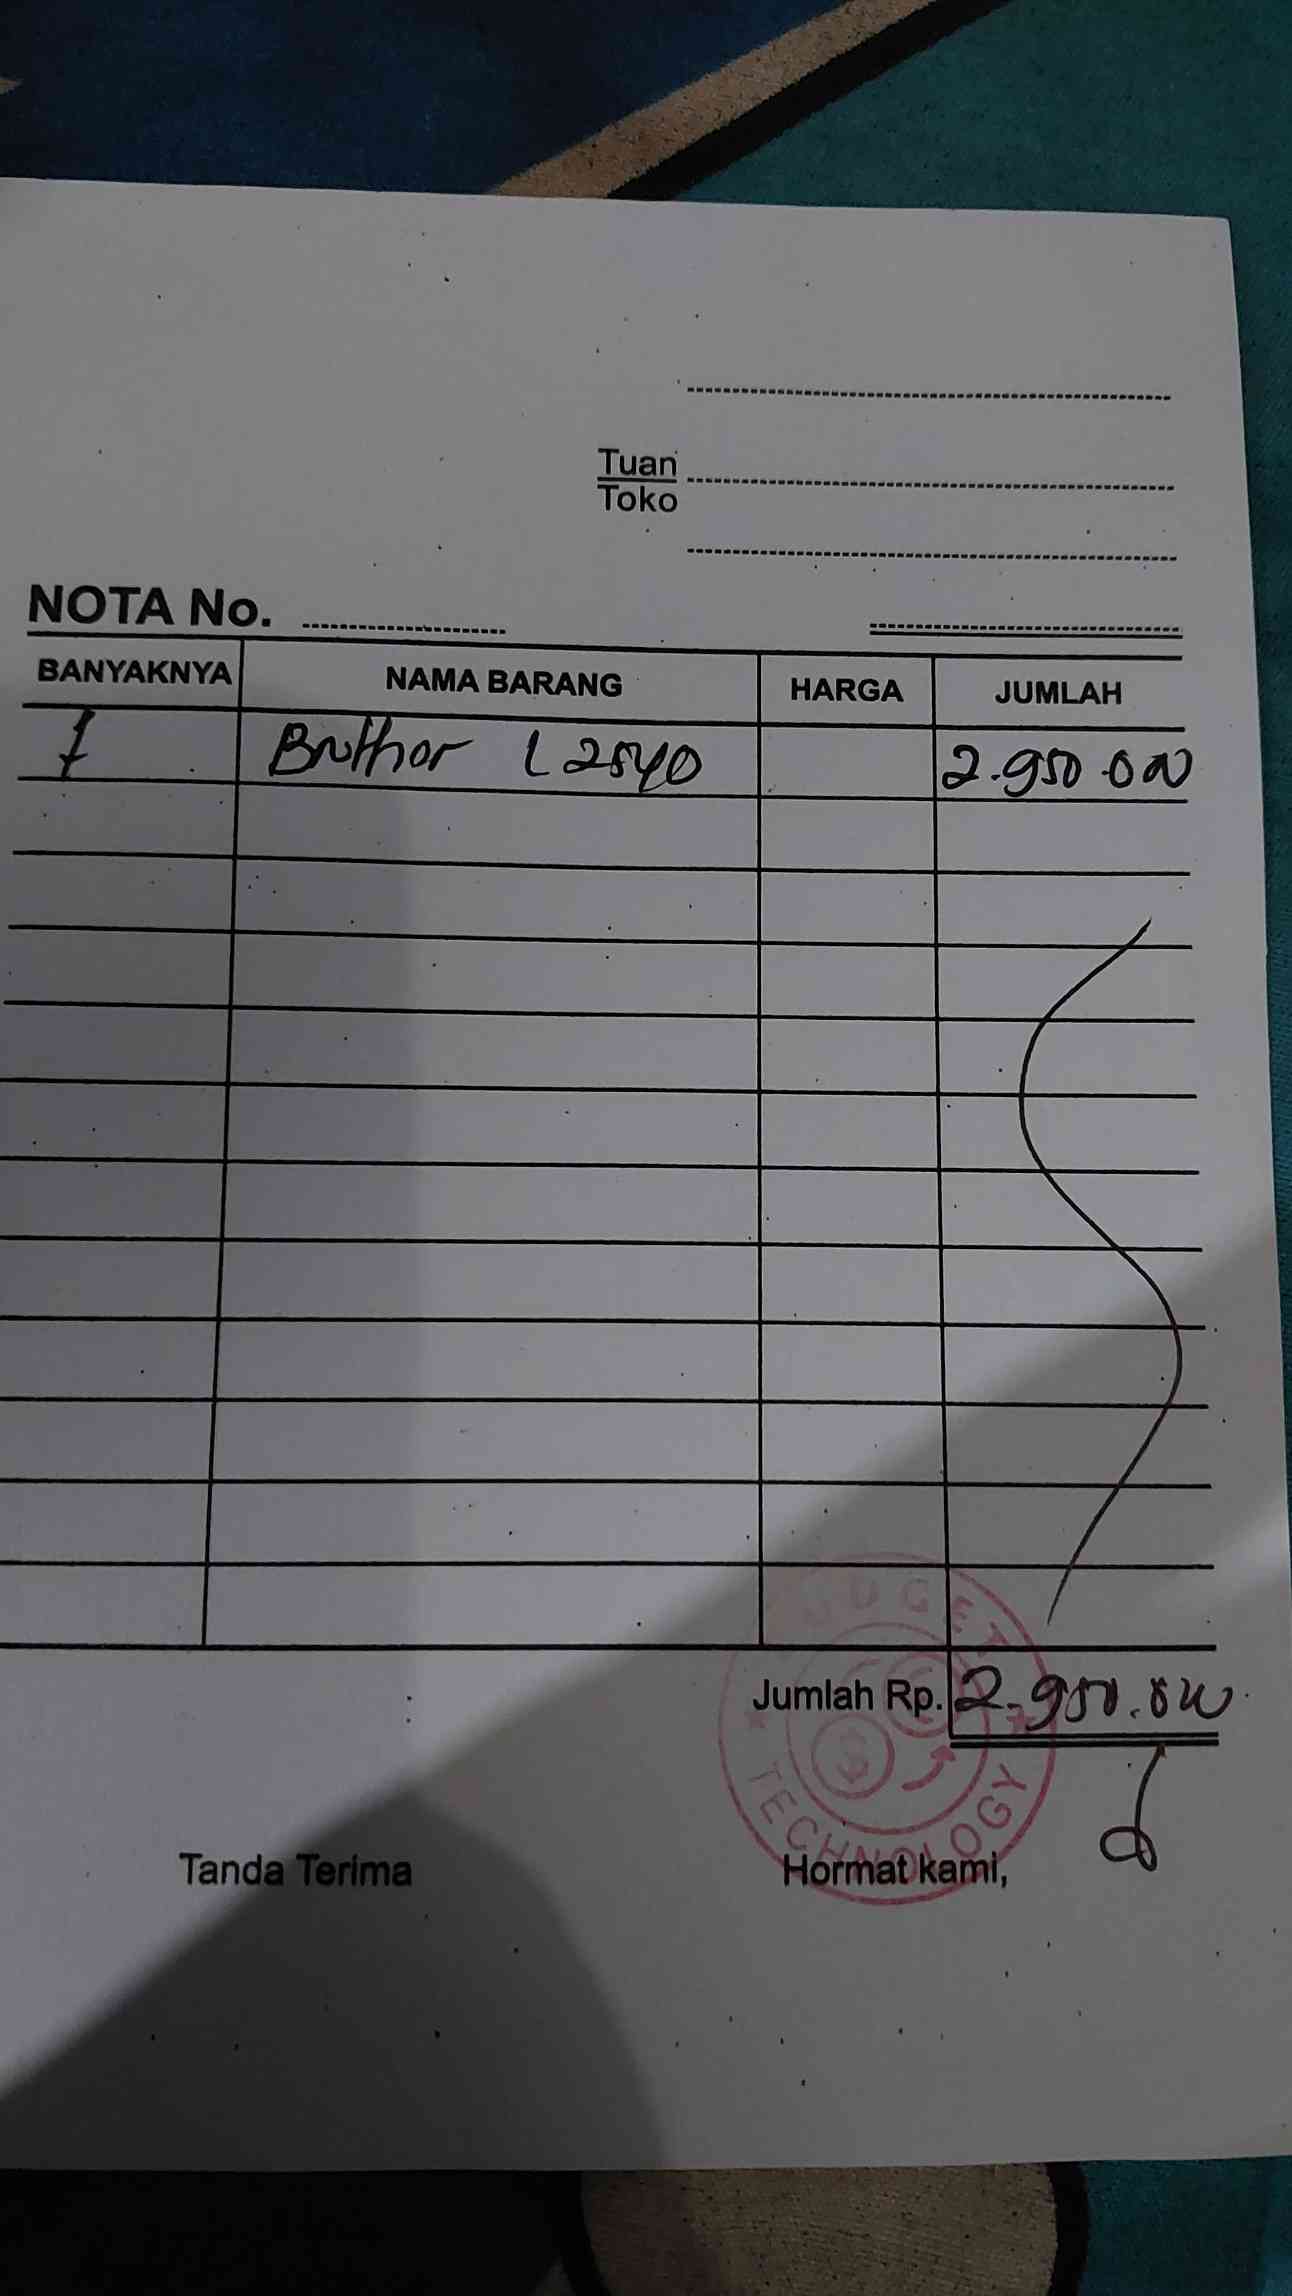 Tuan
Toko
NOTA No.
BANYAKNYA NAMA BARANG HARGA JUMLAH
1 Brother L2540 2.950.000
Jumlah Rp. 2.950.000
BUDGET TECHNOLOGY
Tanda Terima Hormat kami,